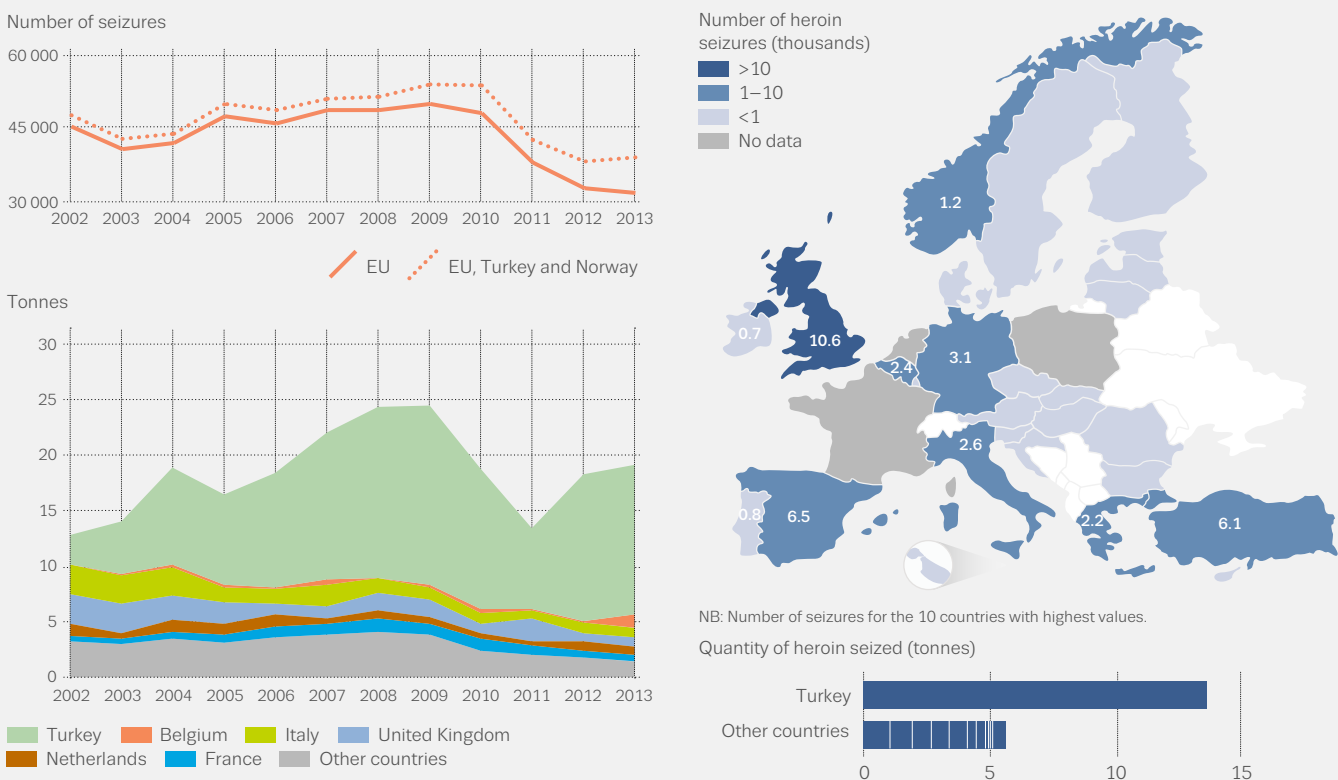 Number of seizures
60 000
45 000
30 000
2002 2003 2004 2005 2006 2007 2008 2009 2010 2011 2012 2013
EU
EU, Turkey and Norway
Tonnes
30
25
20
15
10
5
0
2002 2003 2004 2005 2006 2007 2008 2009 2010 2011 2012 2013
Turkey
Belgium
Italy
United Kingdom
Netherlands
France
Other countries
Number of heroin
seizures (thousands)
>10
1–10
<1
No data
1.2
0.7
10.6
2.4
3.1
2.6
0.8
6.5
2.2
6.1
NB: Number of seizures for the 10 countries with highest values.
Quantity of heroin seized (tonnes)
Turkey
Other countries
0 5 10 15